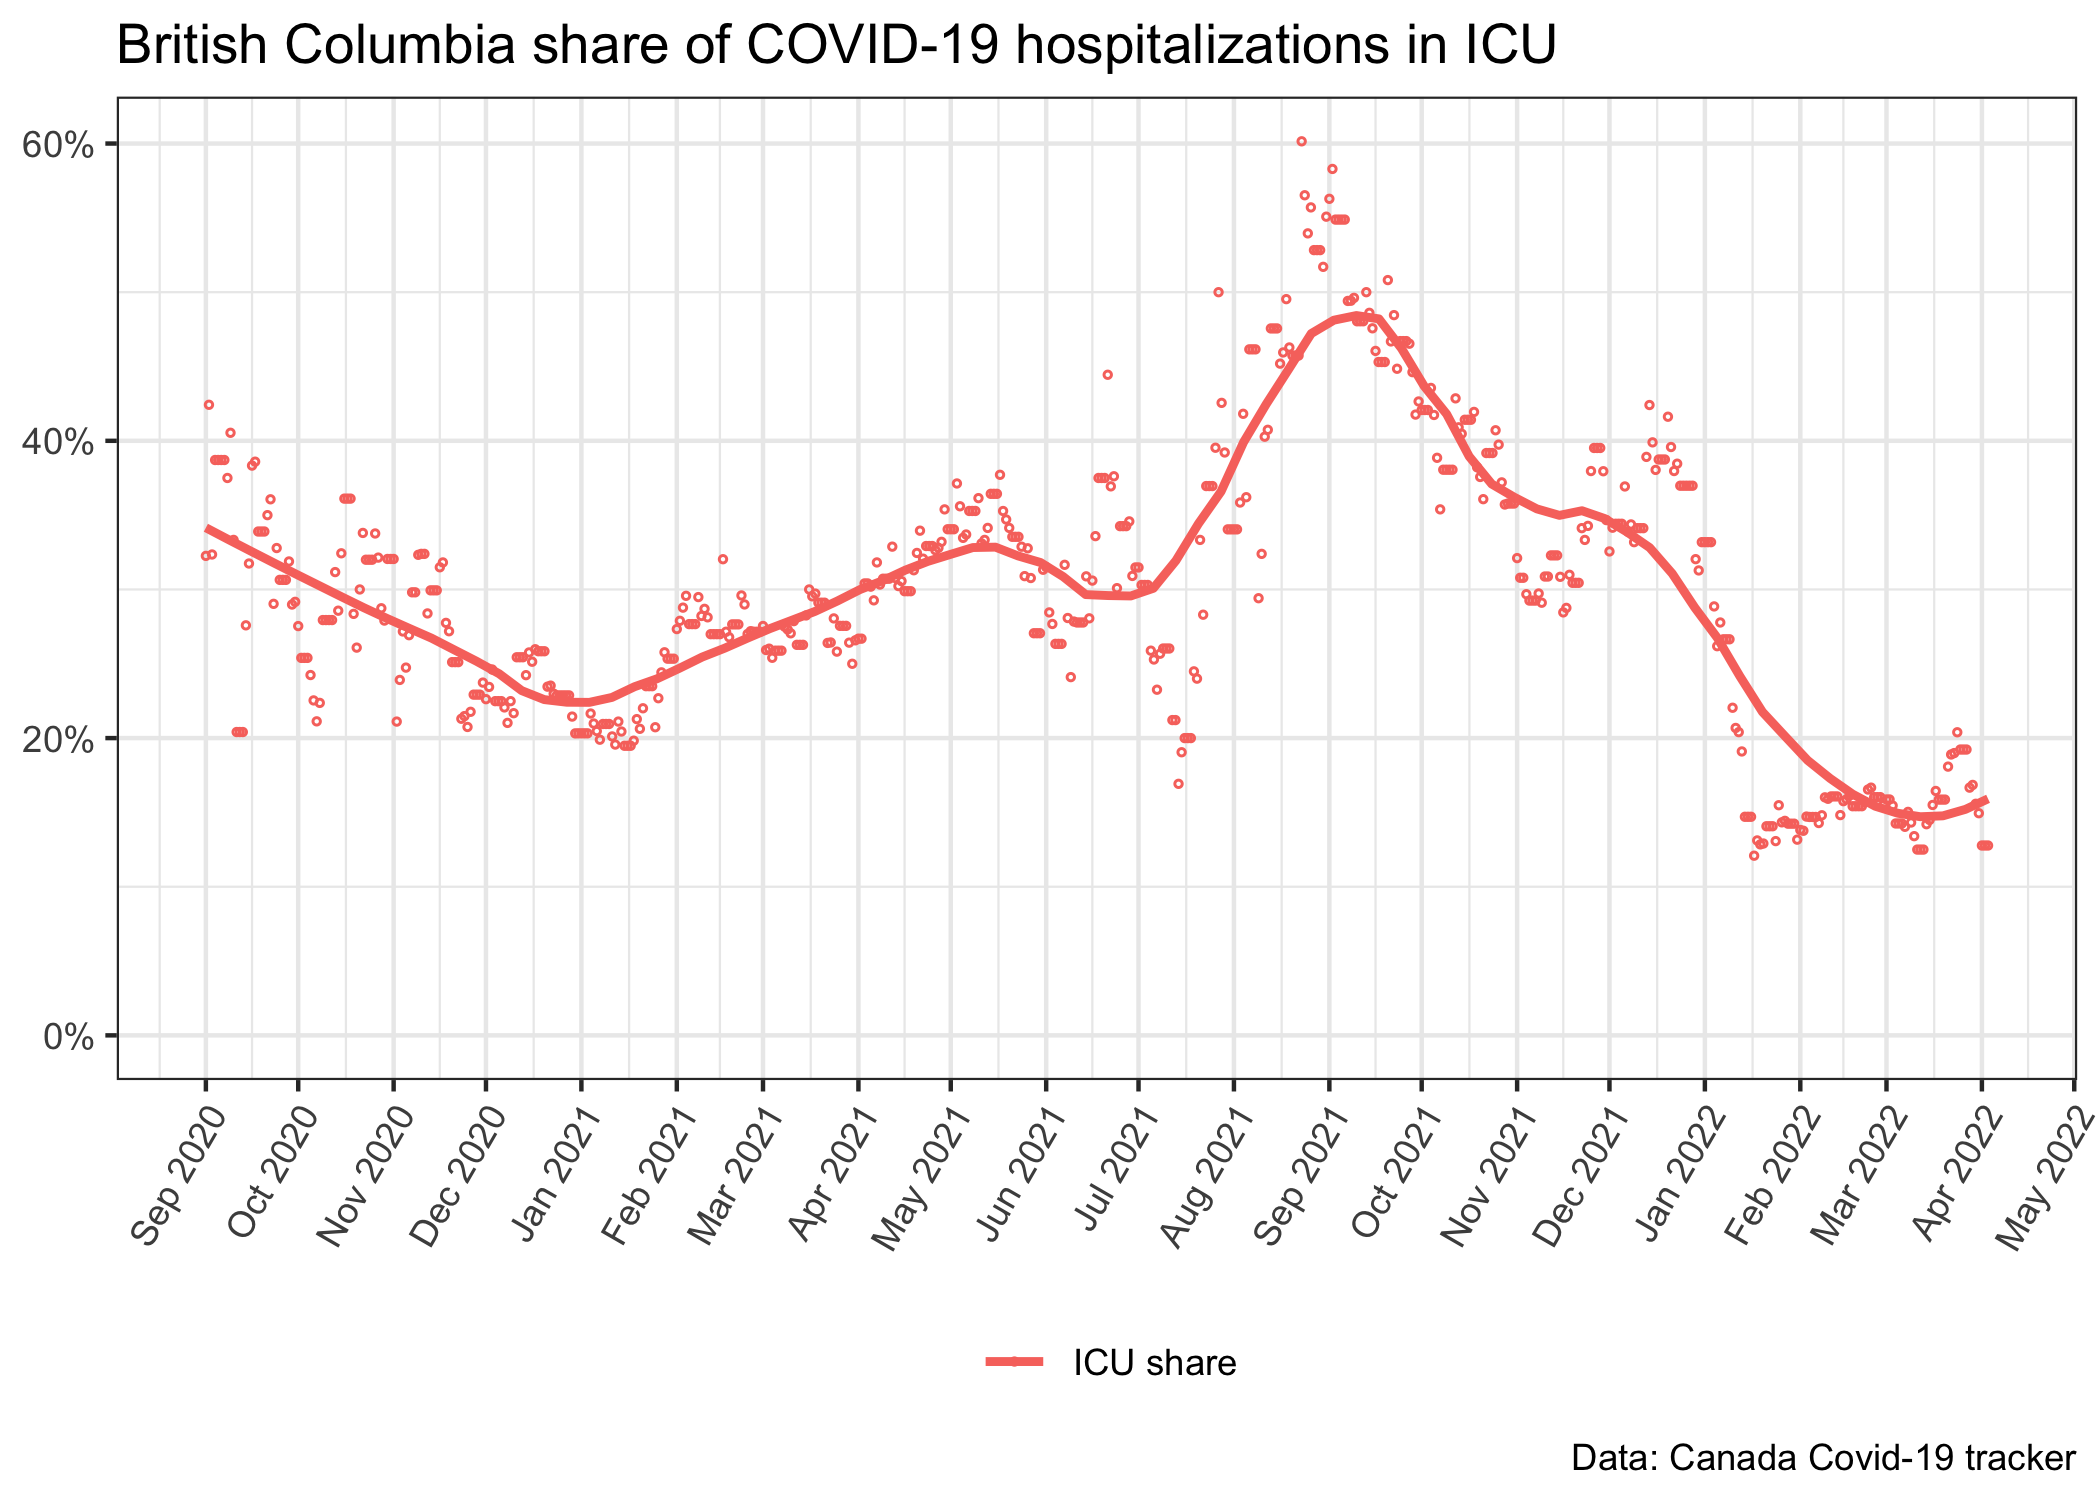 British Columbia share of COVID-19 hospitalizations in ICU
60%
40%
20%
0%
Sep 2020
Oct 2020
Nov 2020
Dec 2020
Jan 2021
Feb 2021
Mar 2021
Apr 2021
May 2021
Jun 2021
Jul 2021
Aug 2021
Sep 2021
Oct 2021
Nov 2021
Dec 2021
Jan 2022
Feb 2022
Mar 2022
Apr 2022
May 2022
ICU share
Data: Canada Covid-19 tracker